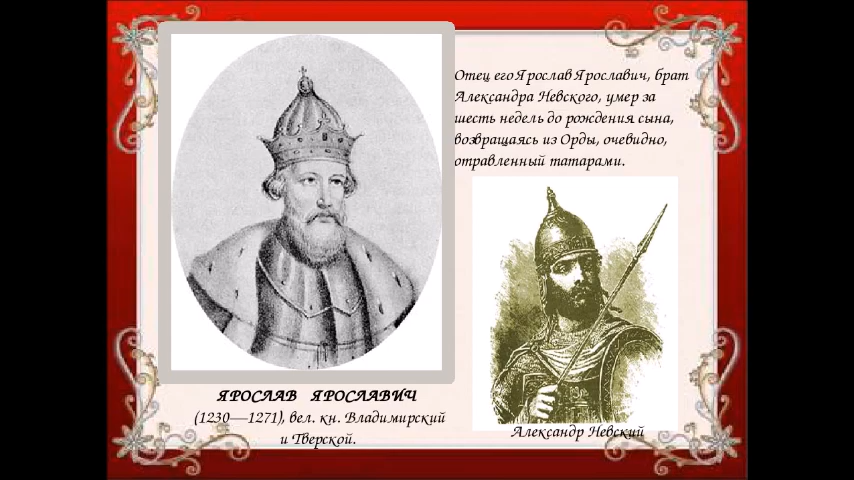 Отец его Ярослав Ярославич, брат
Александра Невского, умер за
шесть недель до рождения сына,
возвращаясь из Орды, очевидно,
отравленный татарами.
ЯРОСЛАВ ЯРОСЛАВИЧ
(1230—1271), вел. кн. Владимирский
и Тверской.
Александр Невский